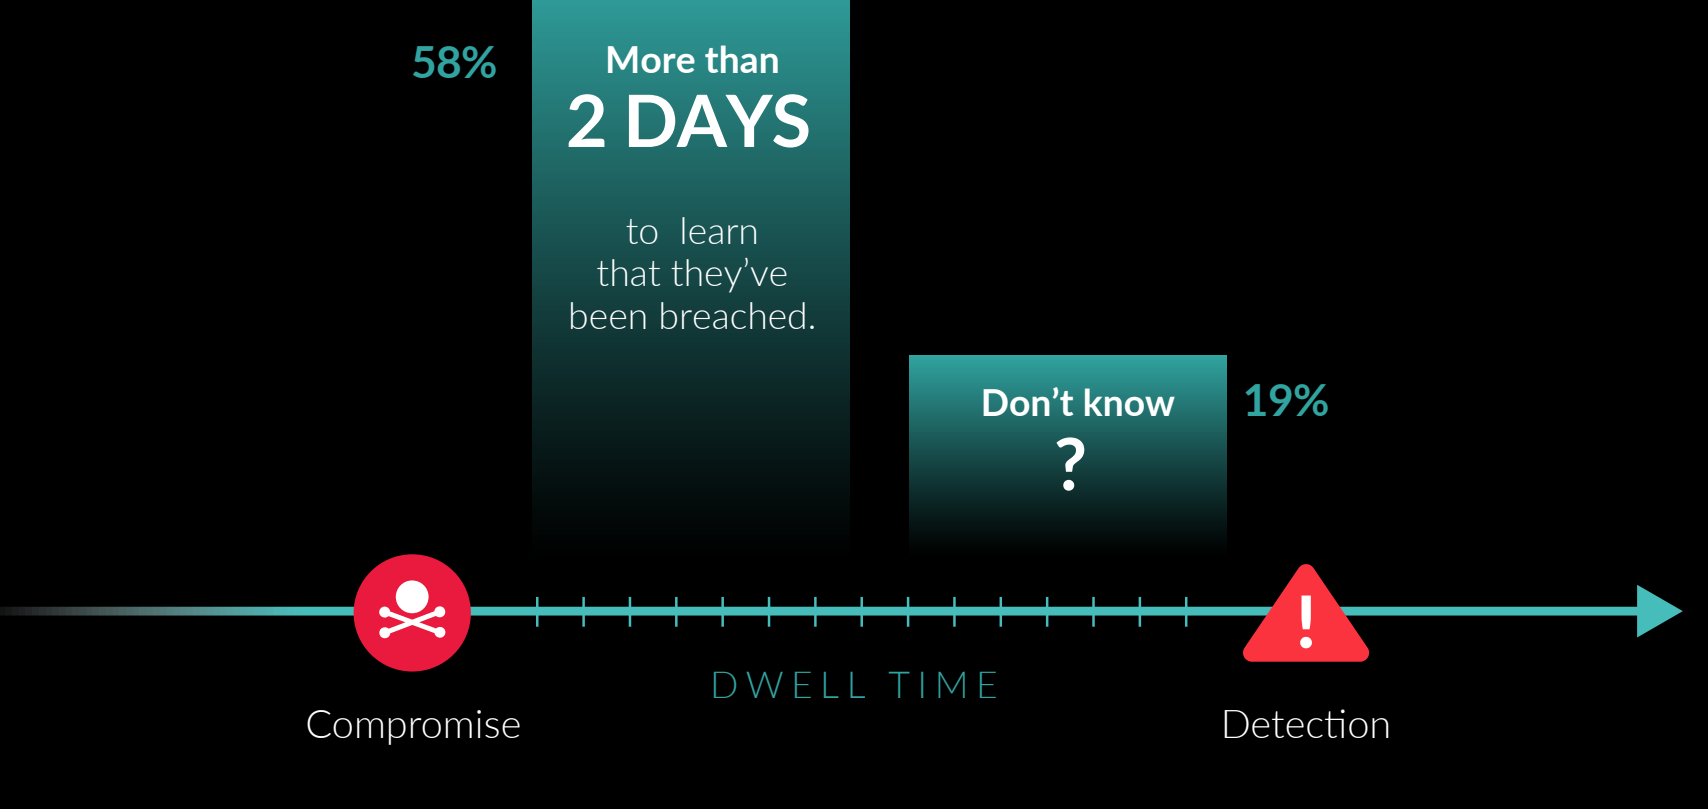 58%
More than
2 DAYS
to learn
that they’ve
been breached.
Don’t know
?
19%
DWELL TIME
Compromise
Detection